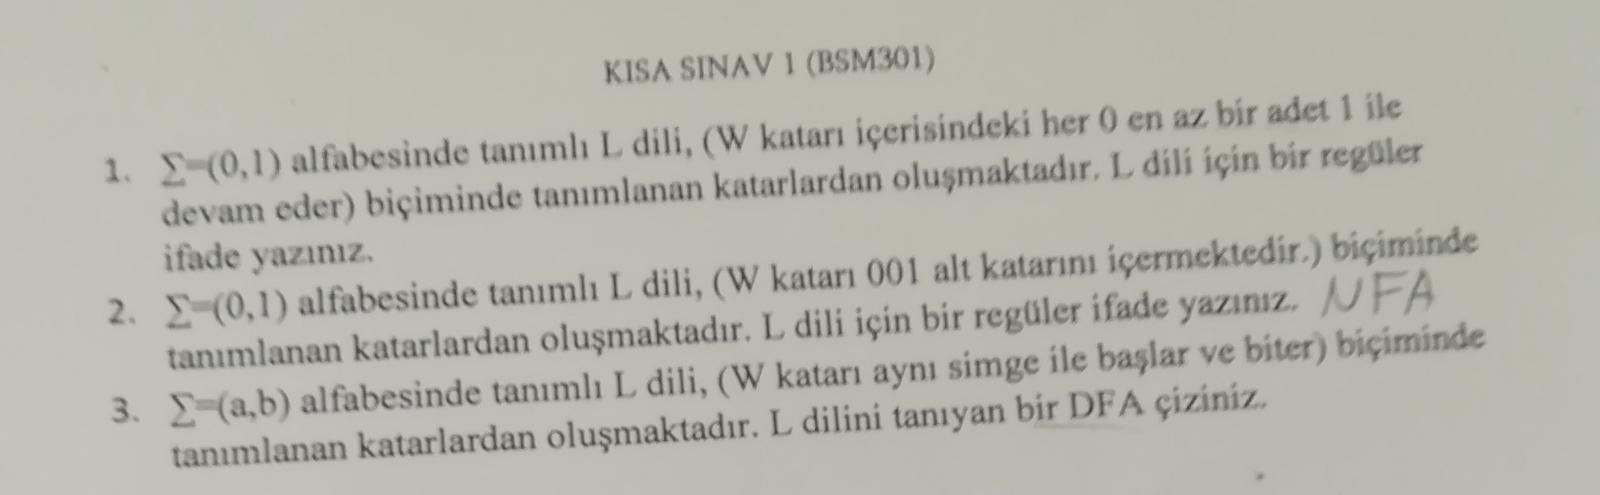 KISA SINAV 1 (BSM301)
1. ∑=(0,1) alfabesinde tanımlı L dili, (W katarı içerisindeki her 0 en az bir adet 1 ile
devam eder) biçiminde tanımlanan katarlardan oluşmaktadır. L dili için bir regüler
ifade yazınız.
2. ∑=(0,1) alfabesinde tanımlı L dili, (W katarı 001 alt katarını içermektedir.) biçiminde
tanımlanan katarlardan oluşmaktadır. L dili için bir regüler ifade yazınız. NFA
3. ∑=(a,b) alfabesinde tanımlı L dili, (W katarı aynı simge ile başlar ve biter) biçiminde
tanımlanan katarlardan oluşmaktadır. L dilini tanıyan bir DFA çiziniz.